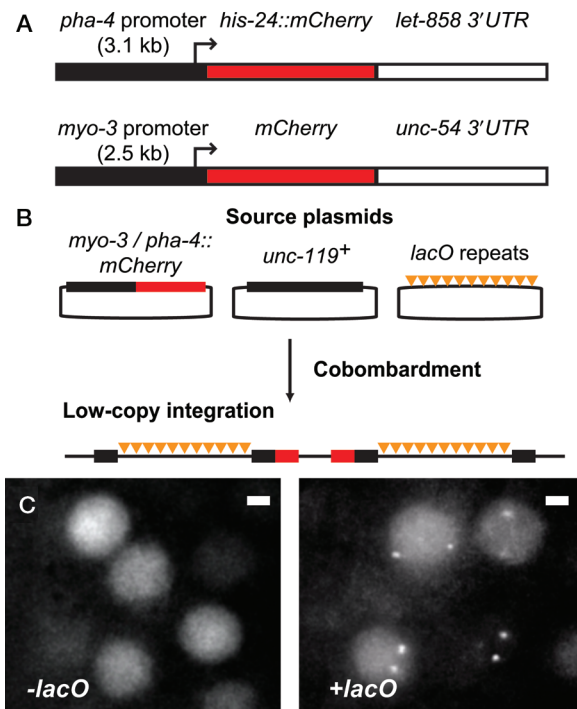 A
pha-4 promoter his-24::mCherry let-858 3′UTR
(3.1 kb)
myo-3 promoter mCherry unc-54 3′UTR
(2.5 kb)
B
Source plasmids
myo-3 / pha-4::
mCherry
unc-119+
lacO repeats
Cobombardment
Low-copy integration
C
-lacO
+lacO